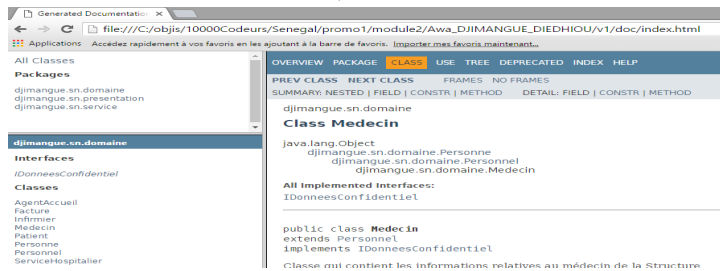 Generated Documentation
file:///C:/objis/10000Codeurs/Senegal/promo1/module2/Awa_DJIMANGUE_DIEDHIOU/v1/doc/index.html
Applications Accédez rapidement à vos favoris en les ajoutant à la barre de favoris. Importer mes favoris maintenant...
All Classes
Packages
djimangue.sn.domaine
djimangue.sn.presentation
djimangue.sn.service
djimangue.sn.domaine
Interfaces
IDonneesConfidentiel
Classes
AgentAccueil
Facture
Infirmier
Medecin
Patient
Personne
Personnel
ServiceHospitalier
OVERVIEW PACKAGE CLASS USE TREE DEPRECATED INDEX HELP
PREV CLASS NEXT CLASS FRAMES NO FRAMES
SUMMARY: NESTED | FIELD | CONSTR | METHOD DETAIL: FIELD | CONSTR | METHOD
djimangue.sn.domaine
Class Medecin
java.lang.Object
djimangue.sn.domaine.Personne
djimangue.sn.domaine.Personnel
djimangue.sn.domaine.Medecin
All Implemented Interfaces:
IDonneesConfidentiel
public class Medecin
extends Personnel
implements IDonneesConfidentiel
Classe qui contient les informations relatives au médecin de la Structure